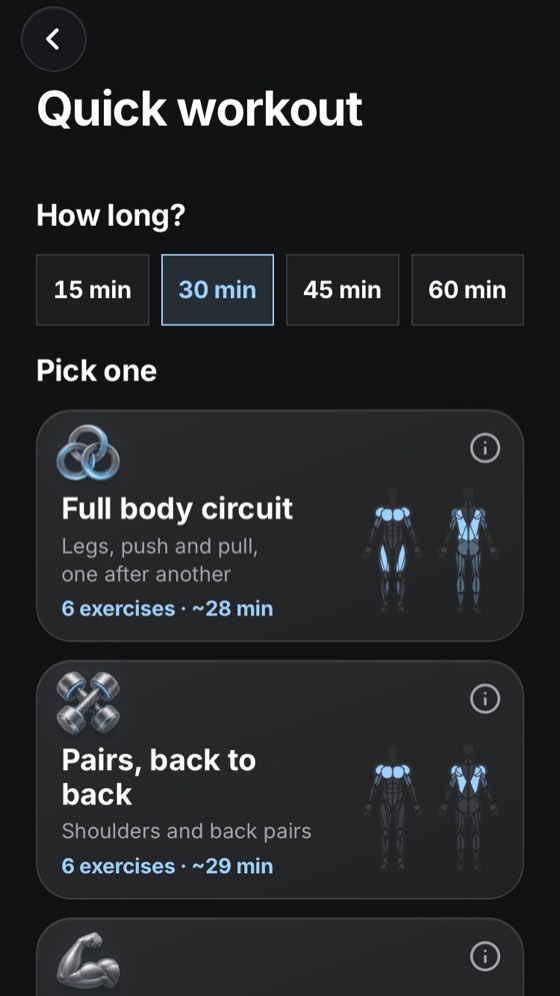 Quick workout
How long?
15 min
30 min
45 min
60 min
Pick one
Full body circuit
Legs, push and pull,
one after another
6 exercises · ~28 min
Pairs, back to
back
Shoulders and back pairs
6 exercises · ~29 min